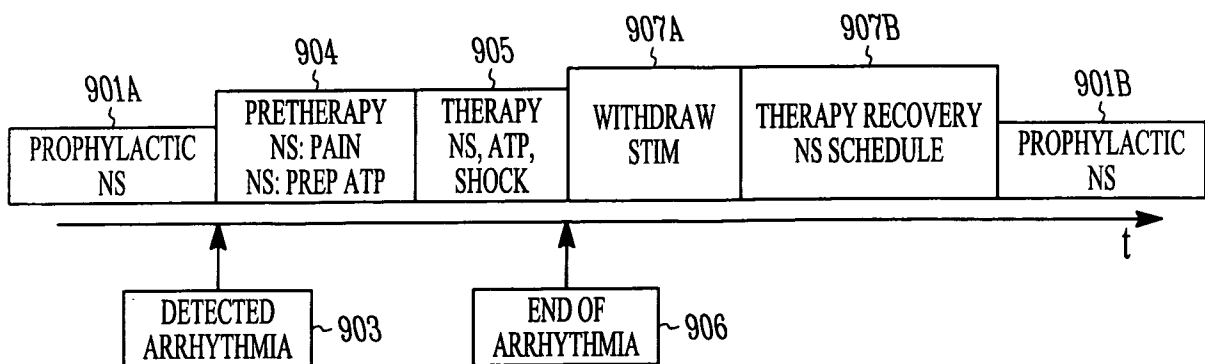 901A
904
905
907A
907B
901B
PROPHYLACTIC
NS
PRETHERAPY
NS: PAIN
NS: PREP ATP
THERAPY
NS, ATP,
SHOCK
WITHDRAW
STIM
THERAPY RECOVERY
NS SCHEDULE
PROPHYLACTIC
NS
t
DETECTED
ARRHYTHMIA
903
END OF
ARRHYTHMIA
906